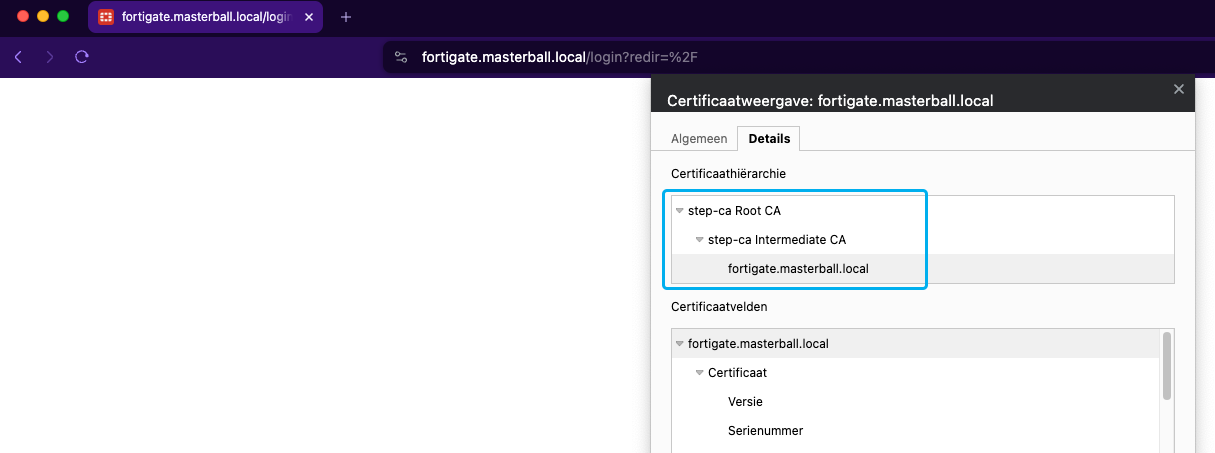 fortigate.masterball.local/login
fortigate.masterball.local/login?redir=%2F
Certificaatweergave: fortigate.masterball.local
Algemeen
Details
Certificaathiërarchie
step-ca Root CA
step-ca Intermediate CA
fortigate.masterball.local
Certificaatvelden
fortigate.masterball.local
Certificaat
Versie
Serienummer